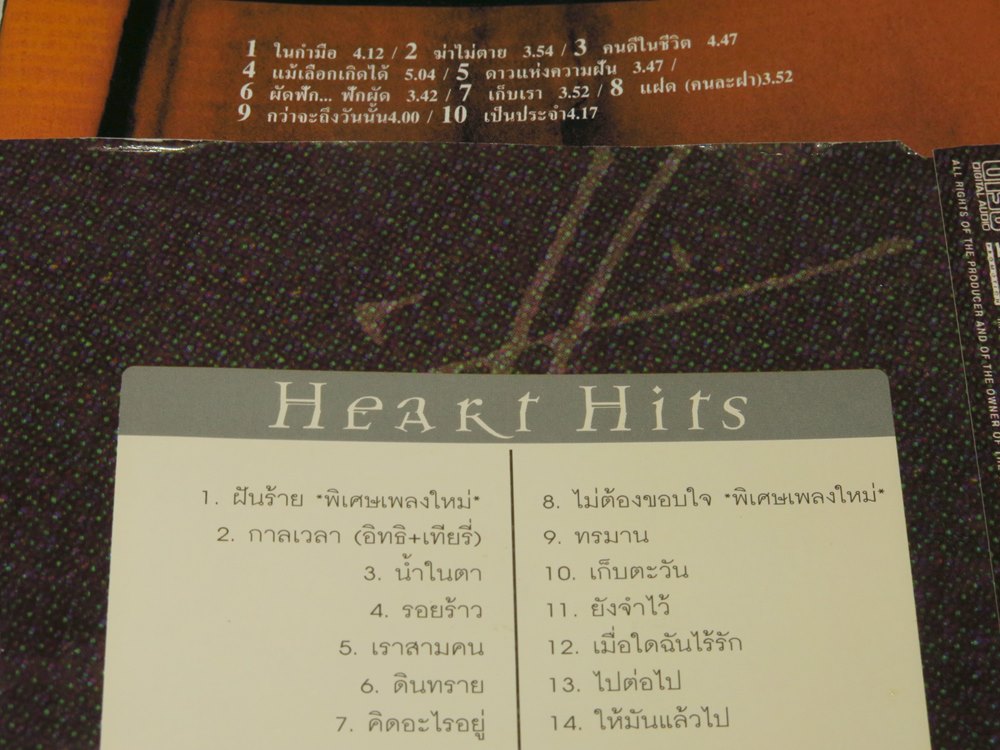 1 ในกำมือ 4.12 / 2 ฆ่าไม่ตาย 3.54 / 3 คนดีในชีวิต 4.47
4 แม้เลือกเกิดได้ 5.04 / 5 ดาวแห่งความฝัน 3.47 /
6 ผัดฟัก... ฟักผัด 3.42 / 7 เก็บเรา 3.52 / 8 แฝด (คนละฝา)3.52
9 กว่าจะถึงวันนั้น4.00 / 10 เป็นประจำ4.17
DIGITAL AUDIO
ALL RIGHTS OF THE PRODUCER AND OF THE OWNER OF
Heart Hits
1. ฝันร้าย *พิเศษเพลงใหม่*
2. กาลเวลา (อิทธิ+เทียรี่)
3. น้ำในตา
4. รอยร้าว
5. เราสามคน
6. ดินทราย
7. คิดอะไรอยู่
8. ไม่ต้องขอบใจ *พิเศษเพลงใหม่*
9. ทรมาน
10. เก็บตะวัน
11. ยังจำไว้
12. เมื่อใดฉันไร้รัก
13. ไปต่อไป
14. ให้มันแล้วไป